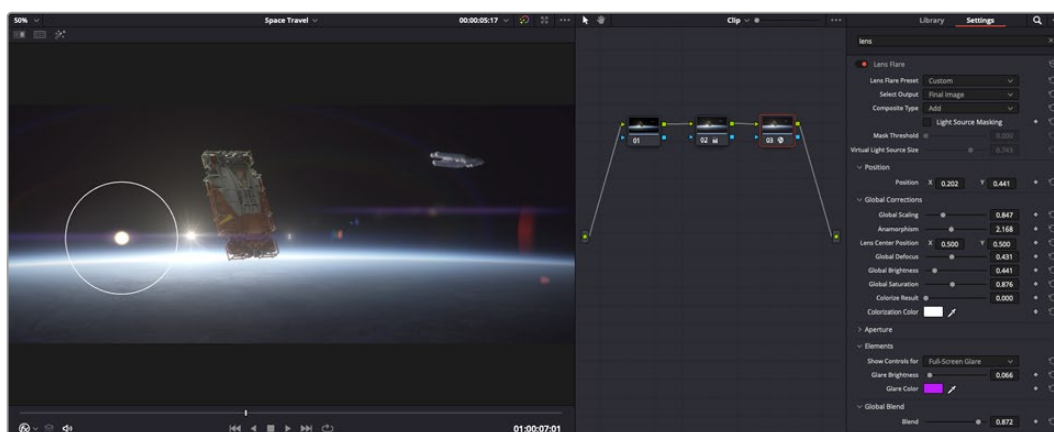 50% Space Travel 00:00:05:17 Clip Library Settings
lens
Lens Flare
Lens Flare Preset Custom
Select Output Final Image
Composite Type Add
Light Source Masking
Mask Threshold 0.000
Virtual Light Source Size 0.743
Position
Position X 0.202 Y 0.441
Global Corrections
Global Scaling 0.847
Anamorphism 2.168
Lens Center Position X 0.500 Y 0.500
Global Defocus 0.431
Global Brightness 0.441
Global Saturation 0.876
Colorize Result 0.000
Colorization Color
Aperture
Elements
Show Controls for Full-Screen Glare
Glare Brightness 0.066
Glare Color
Global Blend
Blend 0.872
01
02
03
01:00:07:01